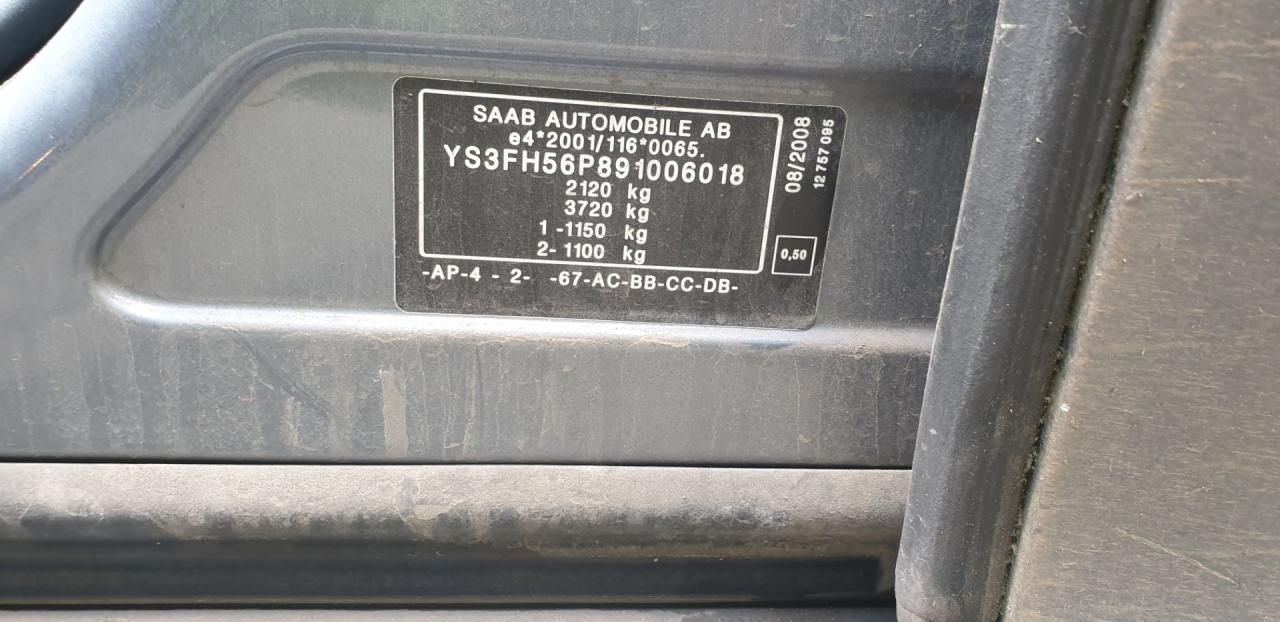 SAAB AUTOMOBILE AB
e4*2001/116*0065.
YS3FH56P891006018
2120 kg
3720 kg
1 -1150 kg
2- 1100 kg
-AP-4 - 2- -67-AC-BB-CC-DB-
08/2008
12 757 095
0,50